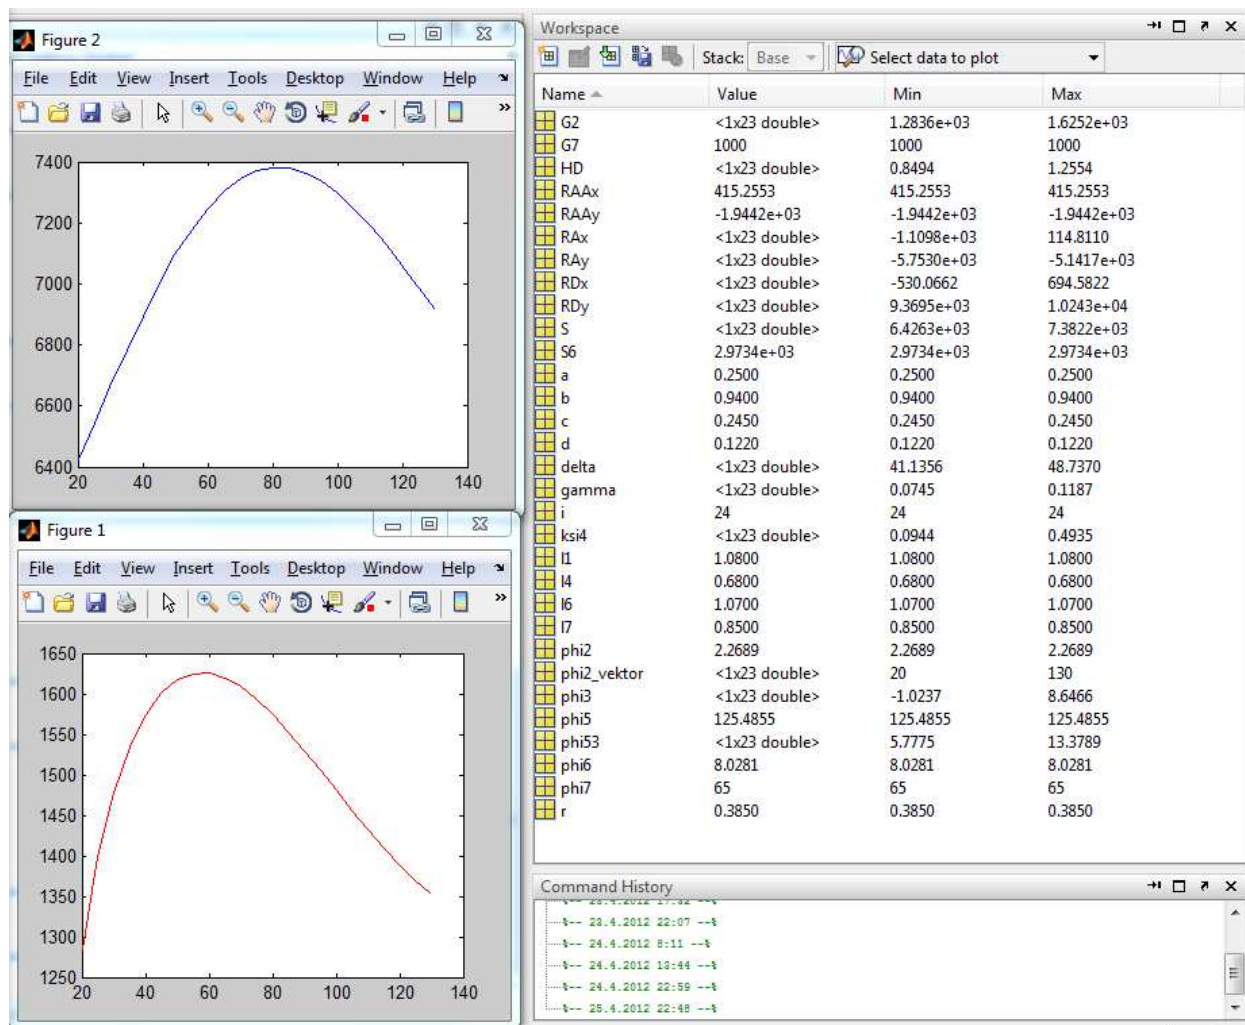 Figure 2
File Edit View Insert Tools Desktop Window Help
7400
7200
7000
6800
6600
6400
20 40 60 80 100 120 140
Figure 1
File Edit View Insert Tools Desktop Window Help
1650
1600
1550
1500
1450
1400
1350
1300
1250
20 40 60 80 100 120 140
Workspace
Stack: Base Select data to plot
Name Value Min Max
G2 <1x23 double> 1.2836e+03 1.6252e+03
G7 1000 1000 1000
HD <1x23 double> 0.8494 1.2554
RAAx 415.2553 415.2553 415.2553
RAAy -1.9442e+03 -1.9442e+03 -1.9442e+03
RAx <1x23 double> -1.1098e+03 114.8110
RAy <1x23 double> -5.7530e+03 -5.1417e+03
RDx <1x23 double> -530.0662 694.5822
RDy <1x23 double> 9.3695e+03 1.0243e+04
S <1x23 double> 6.4263e+03 7.3822e+03
S6 2.9734e+03 2.9734e+03 2.9734e+03
a 0.2500 0.2500 0.2500
b 0.9400 0.9400 0.9400
c 0.2450 0.2450 0.2450
d 0.1220 0.1220 0.1220
delta <1x23 double> 41.1356 48.7370
gamma <1x23 double> 0.0745 0.1187
i 24 24 24
ksi4 <1x23 double> 0.0944 0.4935
l1 1.0800 1.0800 1.0800
l4 0.6800 0.6800 0.6800
l6 1.0700 1.0700 1.0700
l7 0.8500 0.8500 0.8500
phi2 2.2689 2.2689 2.2689
phi2_vektor <1x23 double> 20 130
phi3 <1x23 double> -1.0237 8.6466
phi5 125.4855 125.4855 125.4855
phi53 <1x23 double> 5.7775 13.3789
phi6 8.0281 8.0281 8.0281
phi7 65 65 65
r 0.3850 0.3850 0.3850
Command History
%-- 23.4.2012 22:07 --%
%-- 24.4.2012 8:11 --%
%-- 24.4.2012 13:44 --%
%-- 24.4.2012 22:59 --%
%-- 25.4.2012 22:48 --%